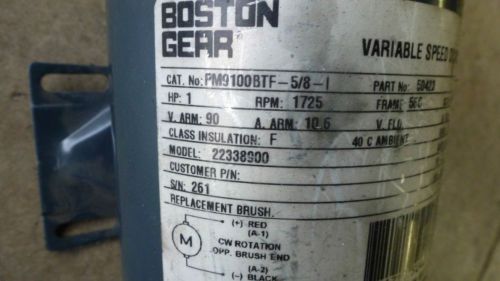 BOSTON
GEAR
VARIABLE SPEED
CAT. No: PM9100BTF-5/8-I PART No
HP: 1 RPM: 1725 FRAME 56C
V. ARM: 90 A. ARM: 10.6 V. FLD.
CLASS INSULATION: F 40 C AMBIENT
MODEL: 22338900
CUSTOMER P/N:
S/N: 261
REPLACEMENT BRUSH.
(+) RED
(A-1)
M
CW ROTATION
OPP. BRUSH END
(A-2)
(-) BLACK